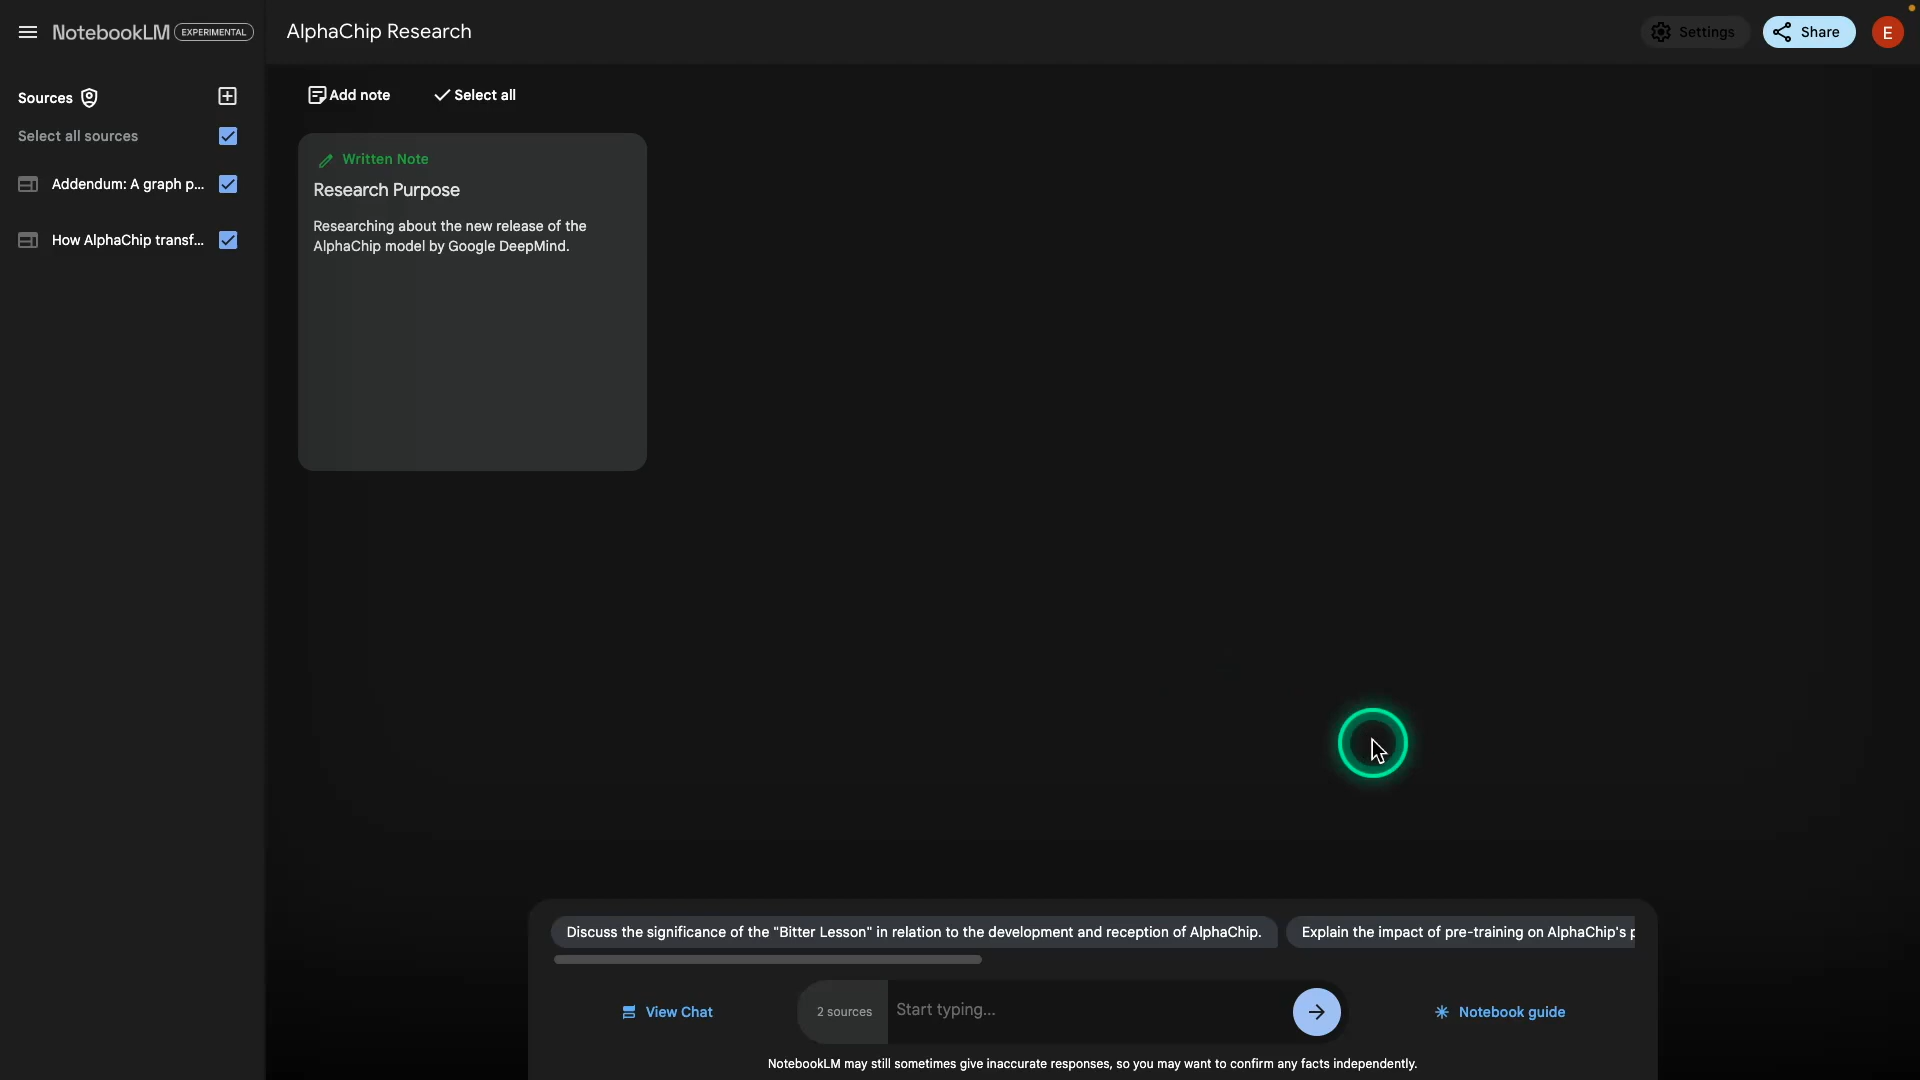 NotebookLM EXPERIMENTAL
AlphaChip Research
Settings
Share
E
Sources
Select all sources
Addendum: A graph p...
How AlphaChip transf...
Add note
Select all
Written Note
Research Purpose
Researching about the new release of the
AlphaChip model by Google DeepMind.
Discuss the significance of the "Bitter Lesson" in relation to the development and reception of AlphaChip.
Explain the impact of pre-training on AlphaChip's p
View Chat
2 sources
Start typing...
Notebook guide
NotebookLM may still sometimes give inaccurate responses, so you may want to confirm any facts independently.